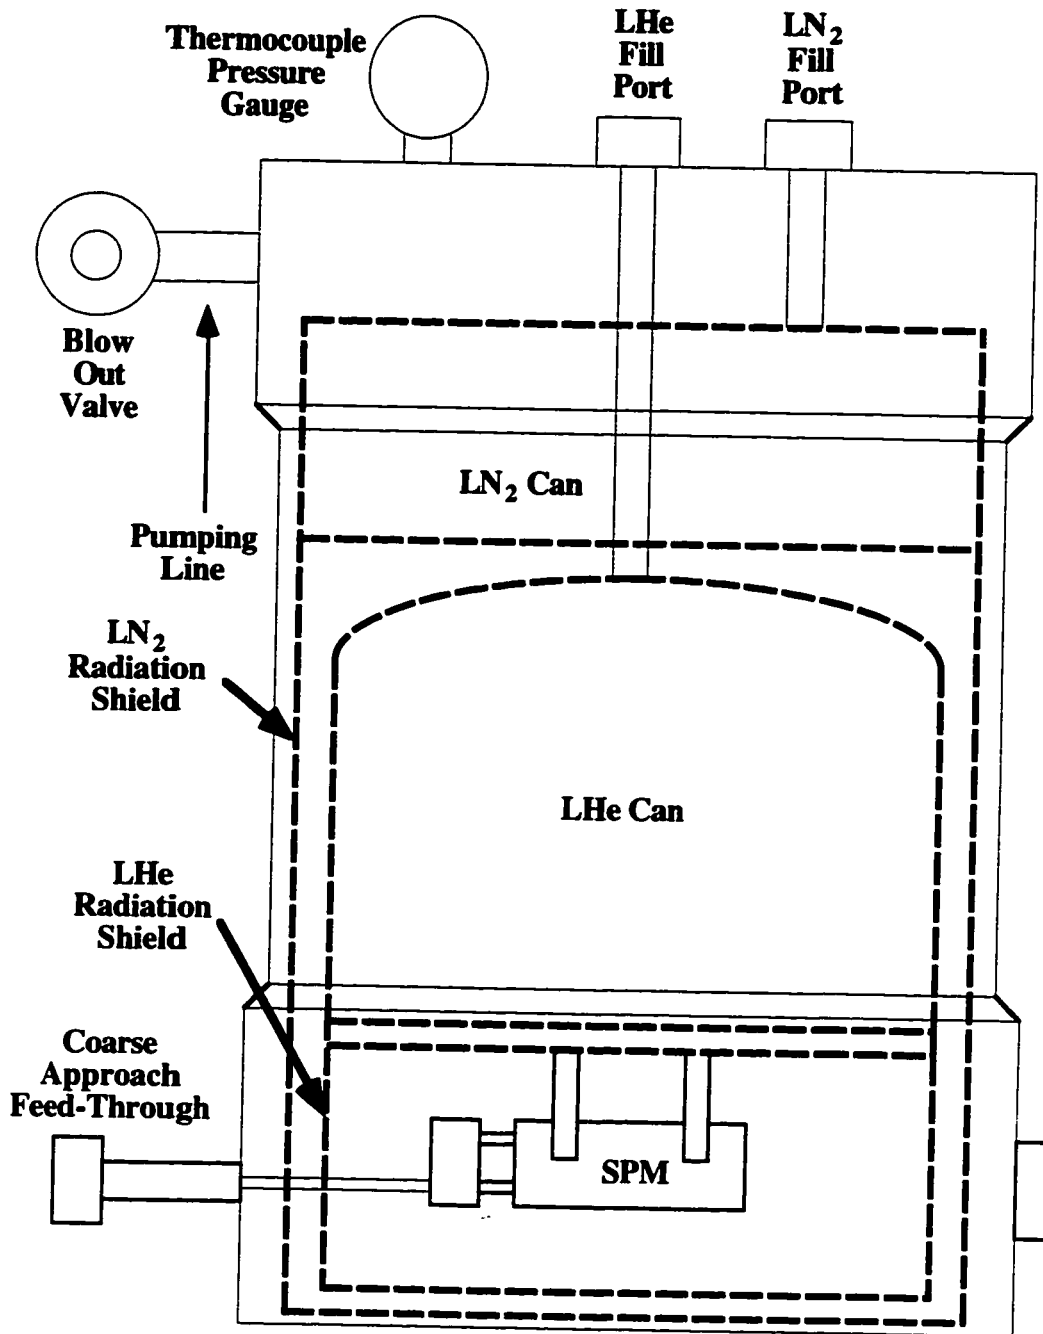 Thermocouple
Pressure
Gauge
LHe
Fill
Port
LN₂
Fill
Port
Blow
Out
Valve
LN₂ Can
Pumping
Line
LN₂
Radiation
Shield
LHe Can
LHe
Radiation
Shield
Coarse
Approach
Feed-Through
SPM